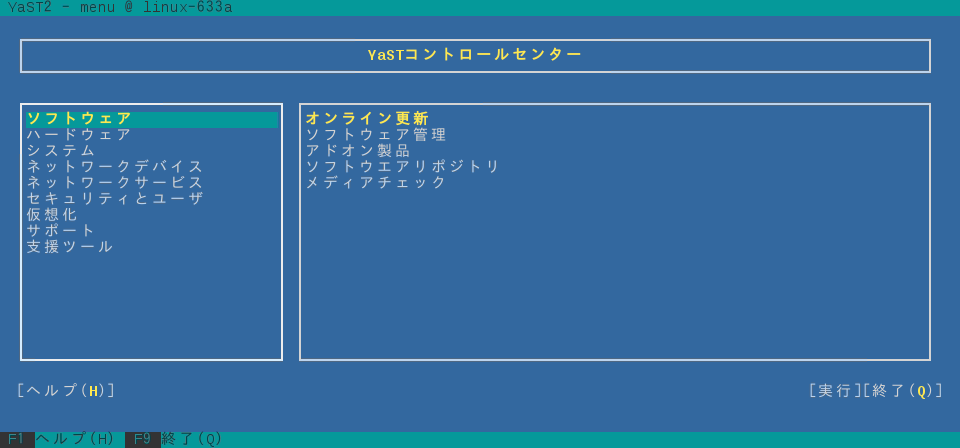 YaST2 - menu @ linux-633a
YaSTコントロールセンター
ソフトウェア
ハードウェア
システム
ネットワークデバイス
ネットワークサービス
セキュリティとユーザ
仮想化
サポート
支援ツール
オンライン更新
ソフトウェア管理
アドオン製品
ソフトウエアリポジトリ
メディアチェック
[ヘルプ(H)] [実行][終了(Q)]
F1 ヘルプ(H) F9 終了(Q)